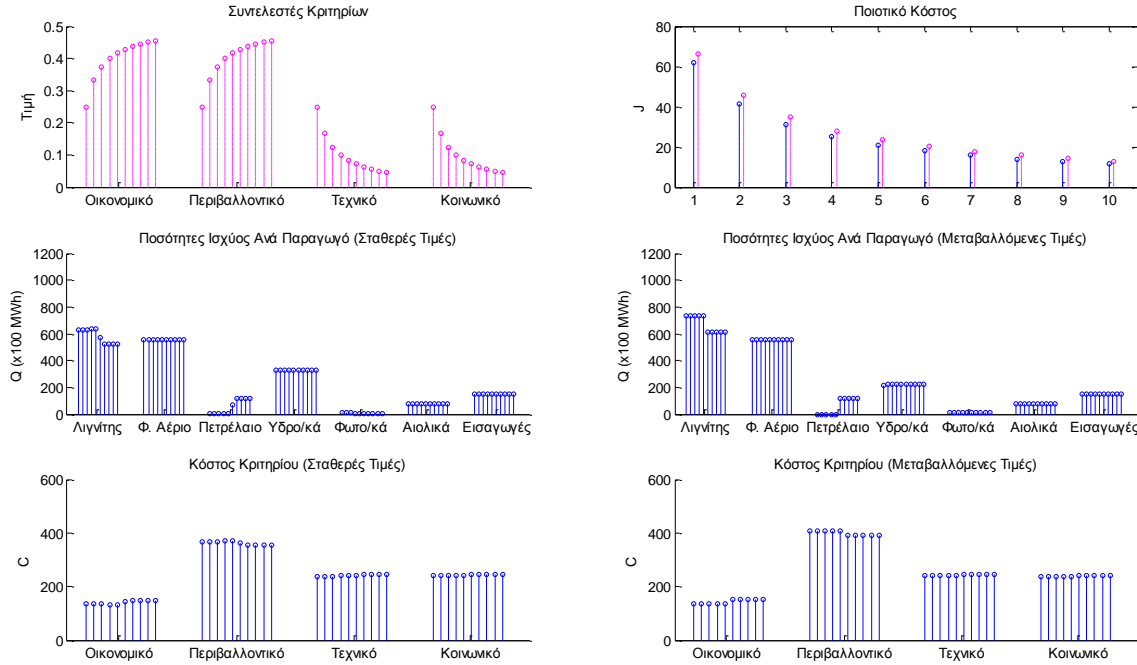 Συντελεστές Κριτηρίων
0.5
0.4
0.3
0.2
0.1
0
Τιμή
Οικονομικό Περιβαλλοντικό Τεχνικό Κοινωνικό
Ποιοτικό Κόστος
80
60
40
20
0
J
1 2 3 4 5 6 7 8 9 10
Ποσότητες Ισχύος Ανά Παραγωγό (Σταθερές Τιμές)
1200
1000
800
600
400
200
0
Q (x100 MWh)
Λιγνίτης Φ. Αέριο Πετρέλαιο Υδρο/κά Φωτο/κά Αιολικά Εισαγωγές
Ποσότητες Ισχύος Ανά Παραγωγό (Μεταβαλλόμενες Τιμές)
1200
1000
800
600
400
200
0
Q (x100 MWh)
Λιγνίτης Φ. Αέριο Πετρέλαιο Υδρο/κά Φωτο/κά Αιολικά Εισαγωγές
Κόστος Κριτηρίου (Σταθερές Τιμές)
600
400
200
0
C
Οικονομικό Περιβαλλοντικό Τεχνικό Κοινωνικό
Κόστος Κριτηρίου (Μεταβαλλόμενες Τιμές)
600
400
200
0
C
Οικονομικό Περιβαλλοντικό Τεχνικό Κοινωνικό